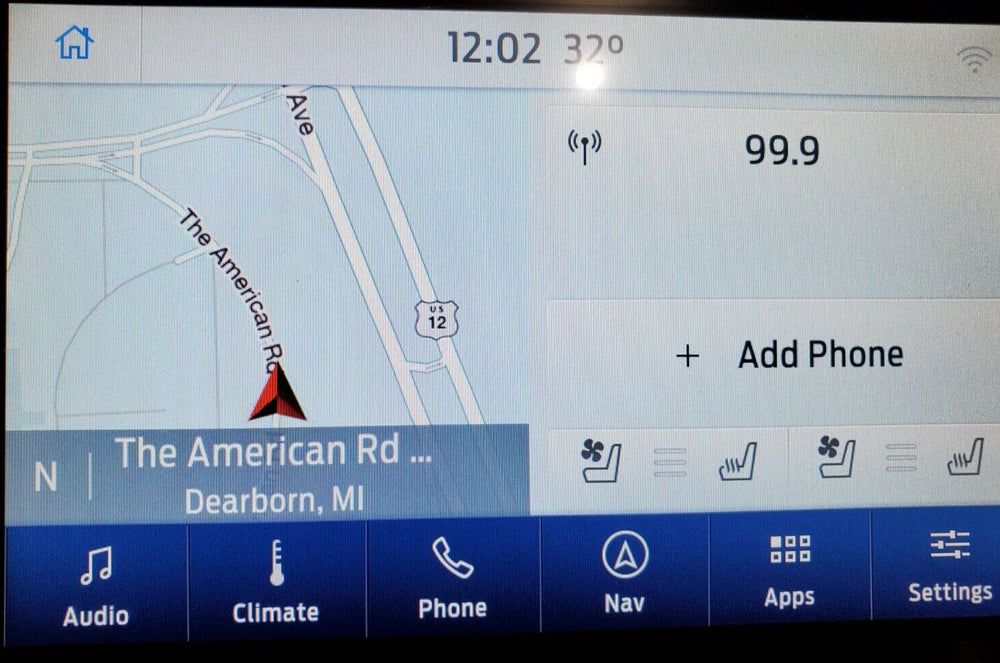 12:02 32°
Ave
99.9
The American Rd
US
12
+ Add Phone
N
The American Rd ...
Dearborn, MI
Audio
Climate
Phone
Nav
Apps
Settings